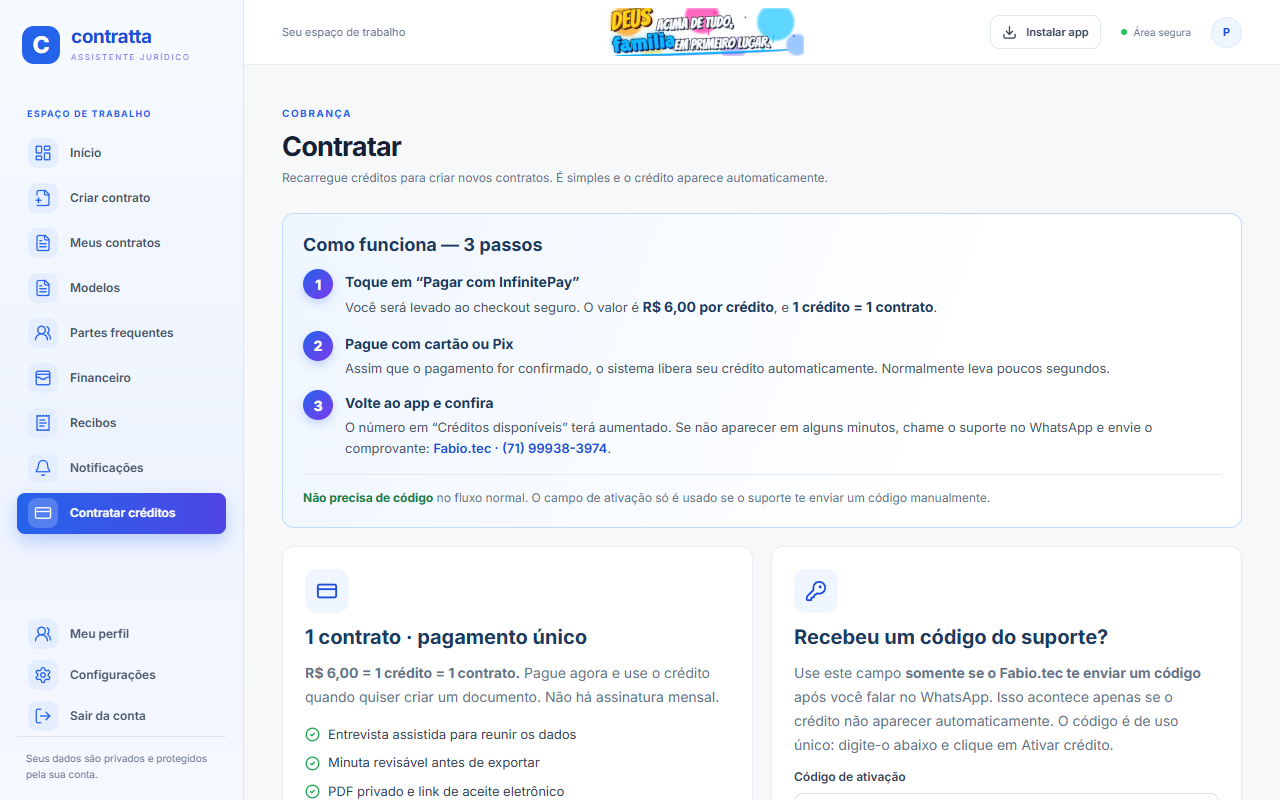 C
contratta
ASSISTENTE JURÍDICO
ESPAÇO DE TRABALHO
Início
Criar contrato
Meus contratos
Modelos
Partes frequentes
Financeiro
Recibos
Notificações
Contratar créditos
Meu perfil
Configurações
Sair da conta
Seus dados são privados e protegidos
pela sua conta.
Seu espaço de trabalho
DEUS ACIMA DE TUDO,
família EM PRIMEIRO LUGAR.
Instalar app
Área segura
P
COBRANÇA
Contratar
Recarregue créditos para criar novos contratos. É simples e o crédito aparece automaticamente.
Como funciona — 3 passos
1
Toque em “Pagar com InfinitePay”
Você será levado ao checkout seguro. O valor é R$ 6,00 por crédito, e 1 crédito = 1 contrato.
2
Pague com cartão ou Pix
Assim que o pagamento for confirmado, o sistema libera seu crédito automaticamente. Normalmente leva poucos segundos.
3
Volte ao app e confira
O número em “Créditos disponíveis” terá aumentado. Se não aparecer em alguns minutos, chame o suporte no WhatsApp e envie o
comprovante: Fabio.tec · (71) 99938-3974.
Não precisa de código no fluxo normal. O campo de ativação só é usado se o suporte te enviar um código manualmente.
1 contrato · pagamento único
R$ 6,00 = 1 crédito = 1 contrato. Pague agora e use o crédito
quando quiser criar um documento. Não há assinatura mensal.
Entrevista assistida para reunir os dados
Minuta revisável antes de exportar
PDF privado e link de aceite eletrônico
Recebeu um código do suporte?
Use este campo somente se o Fabio.tec te enviar um código
após você falar no WhatsApp. Isso acontece apenas se o
crédito não aparecer automaticamente. O código é de uso
único: digite-o abaixo e clique em Ativar crédito.
Código de ativação